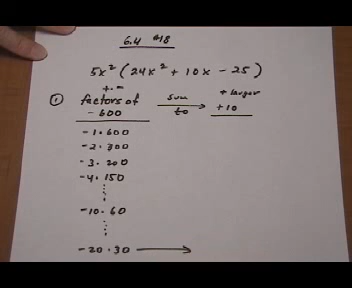 6.4 #18
5x² ( 24x² + 10x - 25 )
+ · -
① factors of sum + larger
- 600 to +10
-1 · 600
-2 · 300
-3 · 200
-4 · 150
⋮
-10 · 60
⋮
-20 · 30 →